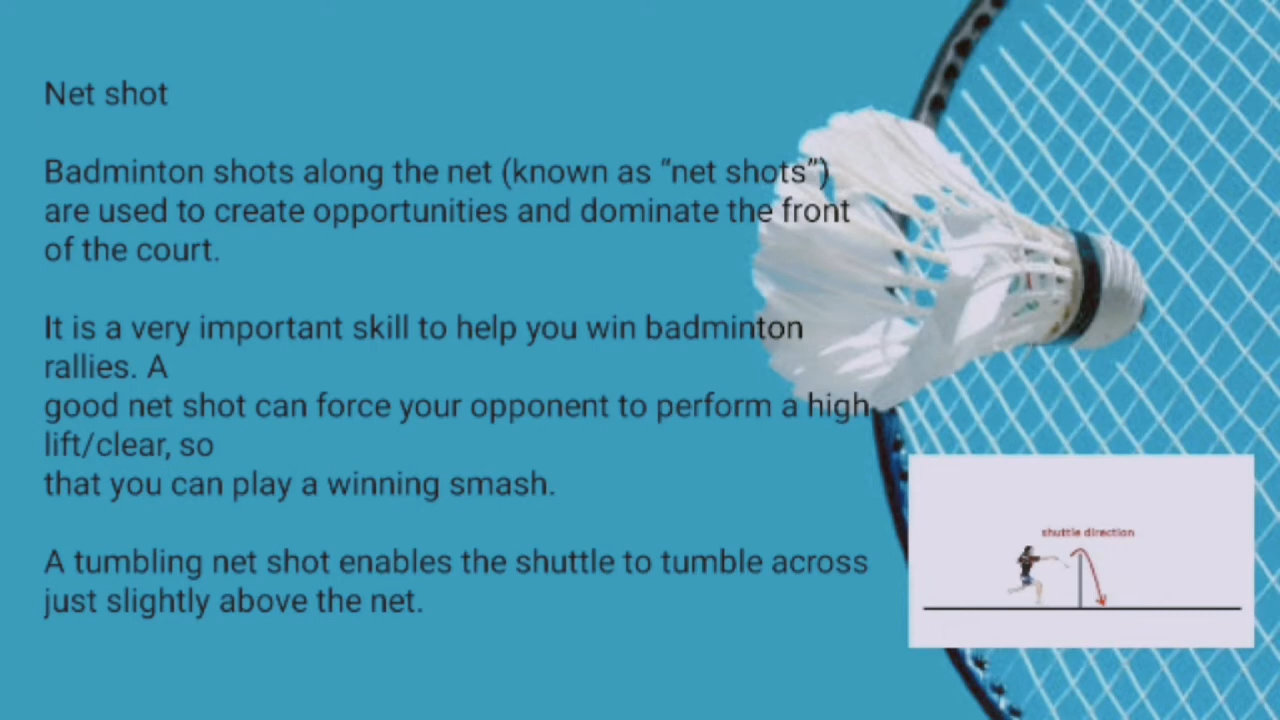 Net shot
Badminton shots along the net (known as “net shots”)
are used to create opportunities and dominate the front
of the court.
It is a very important skill to help you win badminton
rallies. A
good net shot can force your opponent to perform a high
lift/clear, so
that you can play a winning smash.
A tumbling net shot enables the shuttle to tumble across
just slightly above the net.
shuttle direction